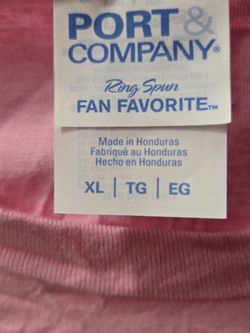 PORT &
COMPANY®
Ring Spun
FAN FAVORITE™
Made in Honduras
Fabriqué au Honduras
Hecho en Honduras
XL | TG | EG